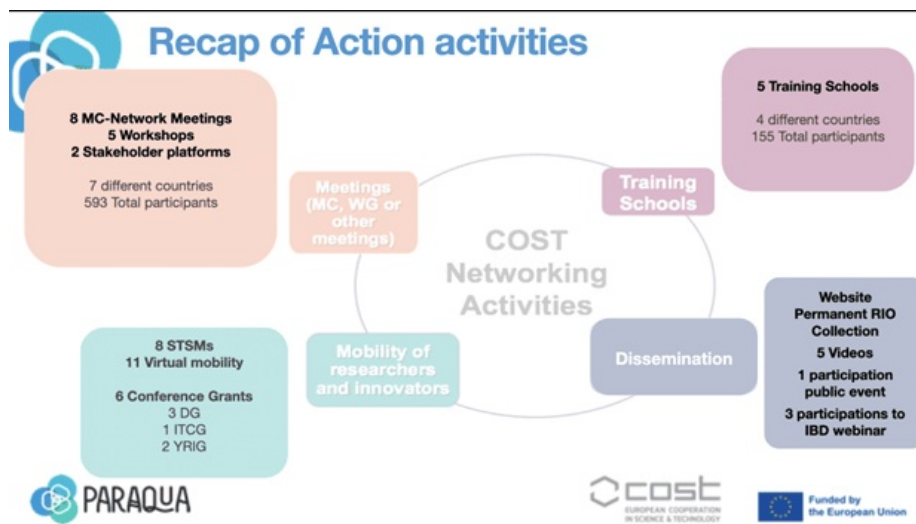 Recap of Action activities
8 MC-Network Meetings
5 Workshops
2 Stakeholder platforms
7 different countries
593 Total participants
Meetings
(MC, WG or
other
meetings)
5 Training Schools
4 different countries
155 Total participants
Training
Schools
COST
Networking
Activities
8 STSMs
11 Virtual mobility
6 Conference Grants
3 DG
1 ITCG
2 YRIG
Mobility of
researchers
and innovators
Dissemination
Website
Permanent RIO
Collection
5 Videos
1 participation
public event
3 participations to
IBD webinar
PARAQUA
cost
EUROPEAN COOPERATION
IN SCIENCE & TECHNOLOGY
Funded by
the European Union